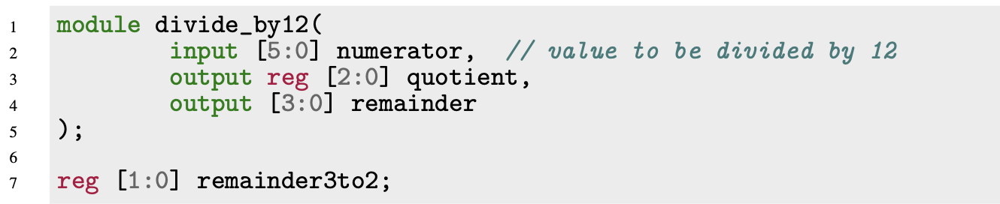 1 module divide_by12(
2 input [5:0] numerator, // value to be divided by 12
3 output reg [2:0] quotient,
4 output [3:0] remainder
5 );
6
7 reg [1:0] remainder3to2;